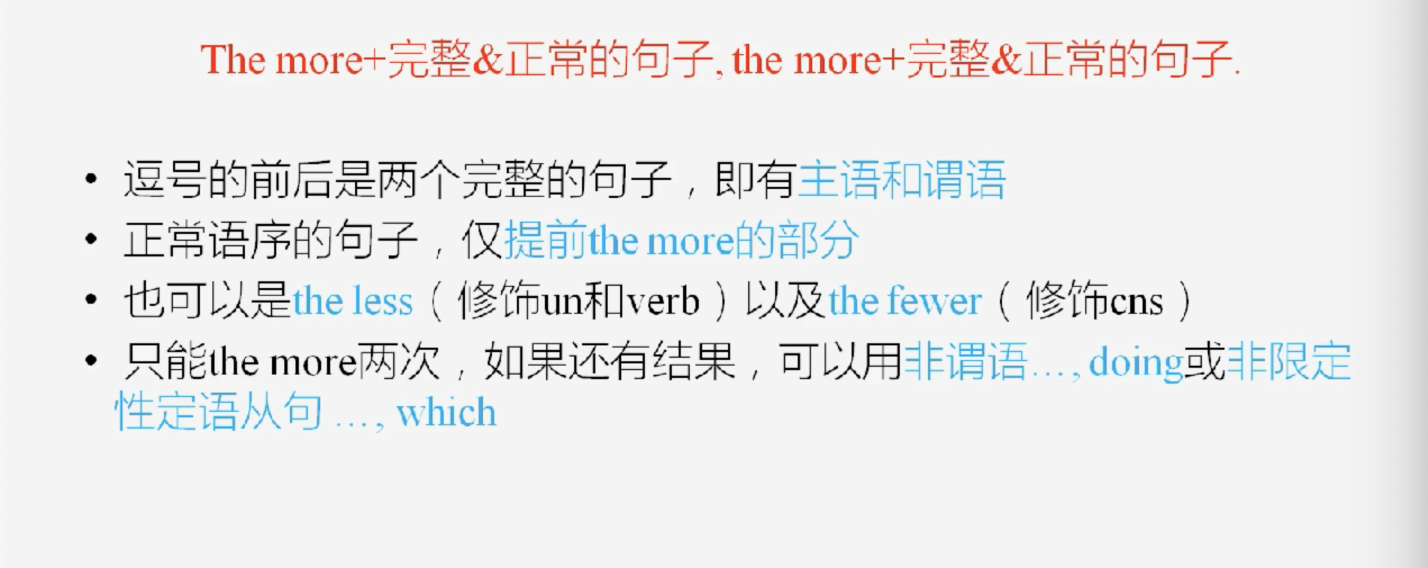 The more+完整&正常的句子, the more+完整&正常的句子.
• 逗号的前后是两个完整的句子，即有主语和谓语
• 正常语序的句子，仅提前the more的部分
• 也可以是the less（修饰un和verb）以及the fewer（修饰cns）
• 只能the more两次，如果还有结果，可以用非谓语…, doing或非限定
性定语从句 …, which